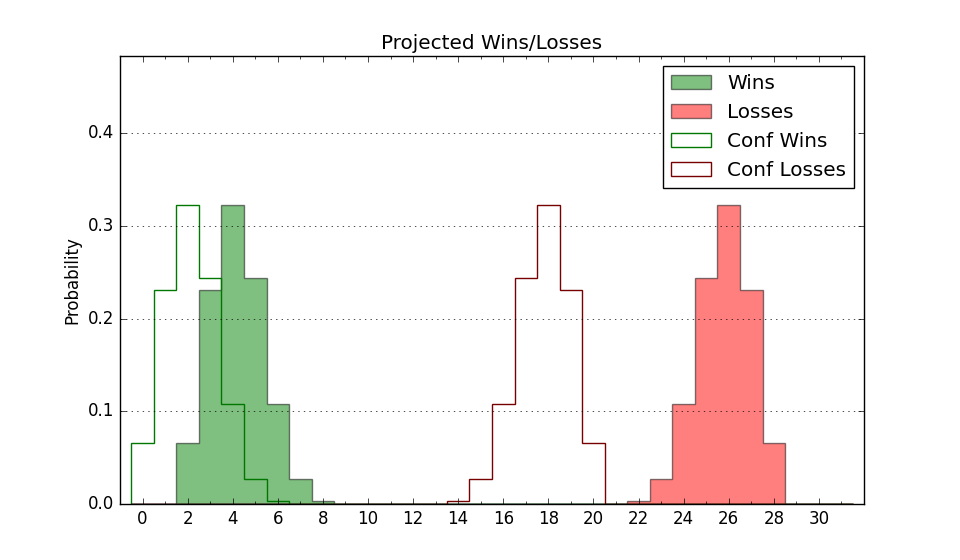 Projected Wins/Losses
Wins
Losses
Conf Wins
Conf Losses
Probability
0.4
0.3
0.2
0.1
0.0
0 2 4 6 8 10 12 14 16 18 20 22 24 26 28 30